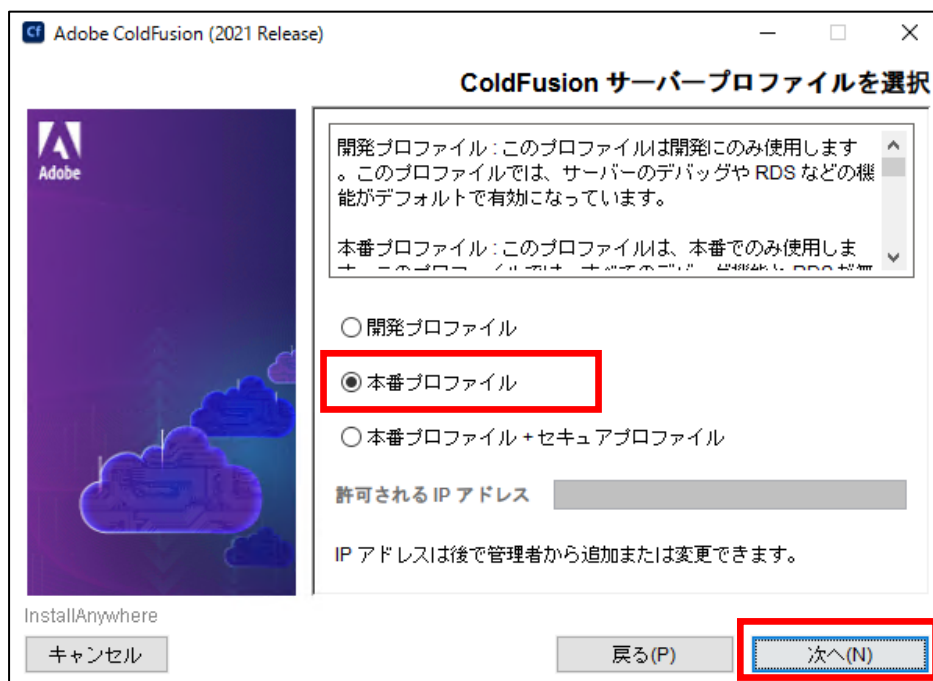 Adobe ColdFusion (2021 Release)
ColdFusion サーバープロファイルを選択
Adobe
開発プロファイル : このプロファイルは開発にのみ使用します
。このプロファイルでは、サーバーのデバッグや RDS などの機
能がデフォルトで有効になっています。
本番プロファイル : このプロファイルは、本番でのみ使用しま
開発プロファイル
本番プロファイル
本番プロファイル + セキュアプロファイル
許可される IP アドレス
IP アドレスは後で管理者から追加または変更できます。
InstallAnywhere
キャンセル
戻る(P)
次へ(N)